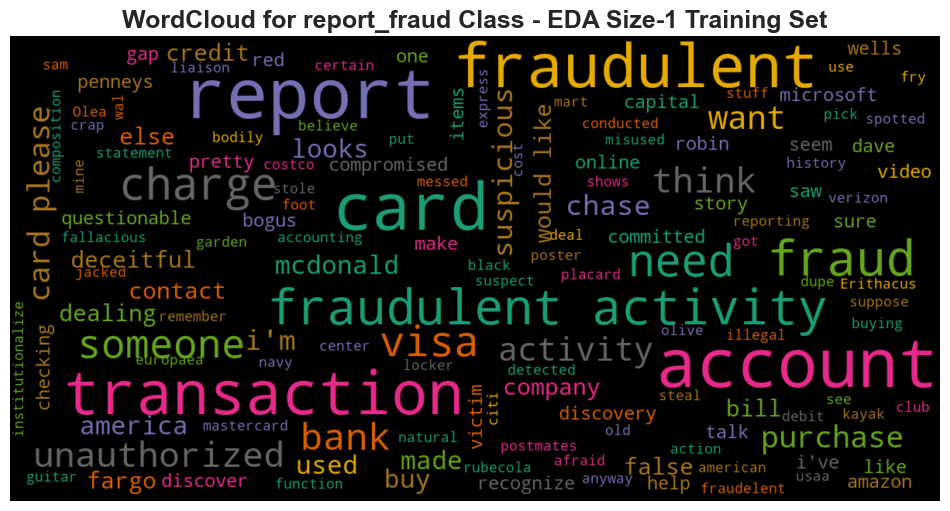 WordCloud for report_fraud Class - EDA Size-1 Training Set
sam
gap
credit
red
liaison
certain
one
fraudulent
wells
use
fry
penneys
report
express
stuff
microsoft
Olea
wal
crap
composition
believe
items
suspicious
mart
capital
want
pick
spotted
else
bodily
put
conducted
misused
robin
statement
looks
cost
would like
seem
dave
card please
mine
pretty
costco
compromised
online
history
video
charge
stole
messed
shows
think
saw
verizon
foot
card
chase
story
questionable
bogus
reporting
sure
fallacious
garden
accounting
make
deal
committed
got
deceitful
mcdonald
black
poster
need
fraud
jacked
suspect
placard
dupe
Erithacus
contact
fraudulent activity
suppose
dealing
remember
buying
institutionalize
checking
someone
i'm
center
visa
olive
illegal
europaea
navy
locker
activity
detected
account
transaction
victim
citi
company
steal
see
kayak
club
america
mastercard
discovery
bill
debit
bank
natural
old
talk
purchase
unauthorized
postmates
action
used
made
rubecola
afraid
false
american
i've
like
guitar
fargo
discover
function
buy
recognize
anyway
help
fraudelent
usaa
amazon